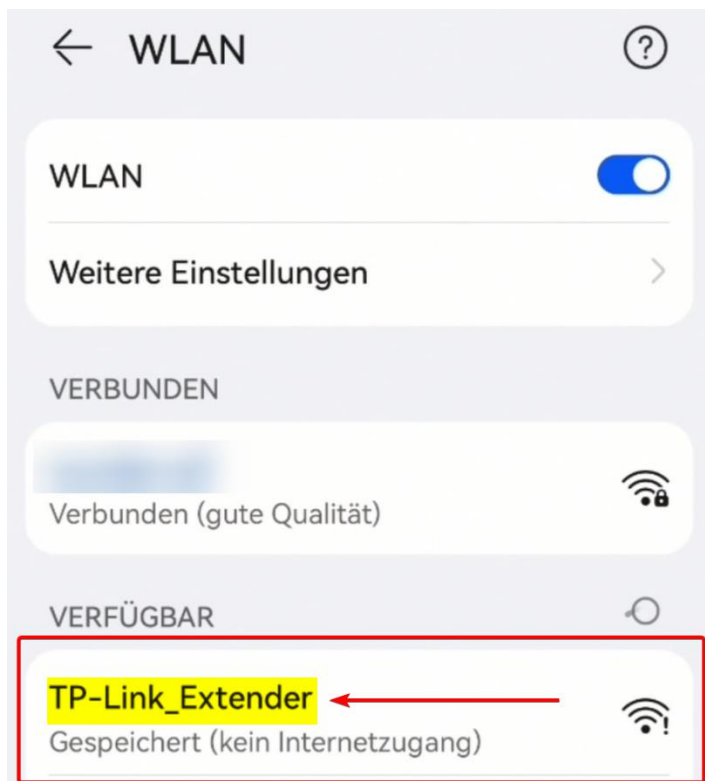 WLAN
WLAN
Weitere Einstellungen
VERBUNDEN
Verbunden (gute Qualität)
VERFÜGBAR
TP-Link_Extender
Gespeichert (kein Internetzugang)